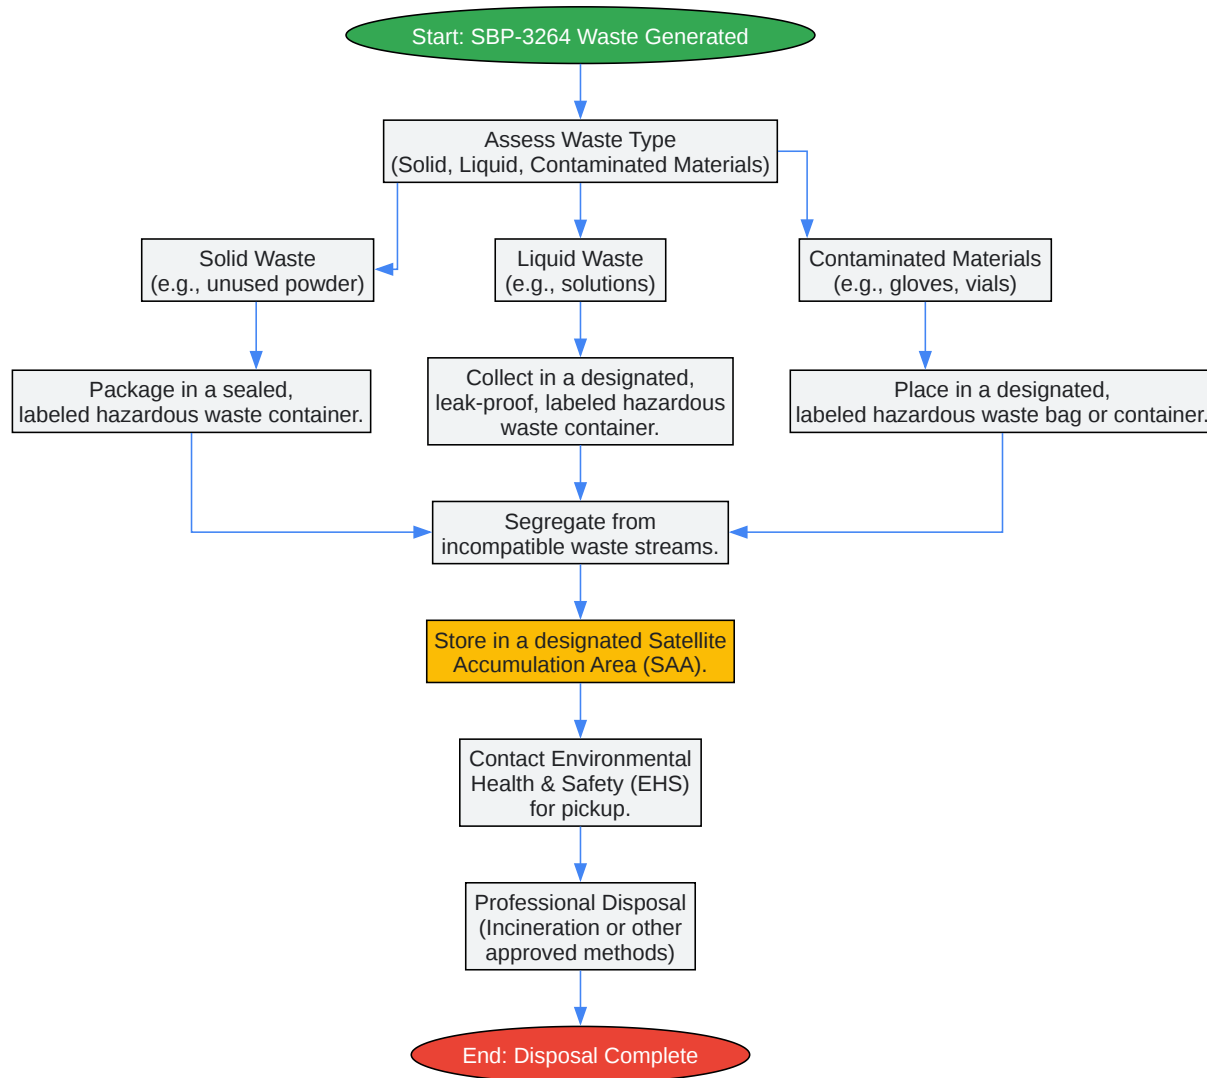 Start: SBP-3264 Waste Generated
Assess Waste Type
(Solid, Liquid, Contaminated Materials)
Solid Waste
(e.g., unused powder)
Liquid Waste
(e.g., solutions)
Contaminated Materials
(e.g., gloves, vials)
Package in a sealed,
labeled hazardous waste container.
Collect in a designated,
leak-proof, labeled hazardous
waste container.
Place in a designated,
labeled hazardous waste bag or container.
Segregate from
incompatible waste streams.
Store in a designated Satellite
Accumulation Area (SAA).
Contact Environmental
Health & Safety (EHS)
for pickup.
Professional Disposal
(Incineration or other
approved methods)
End: Disposal Complete